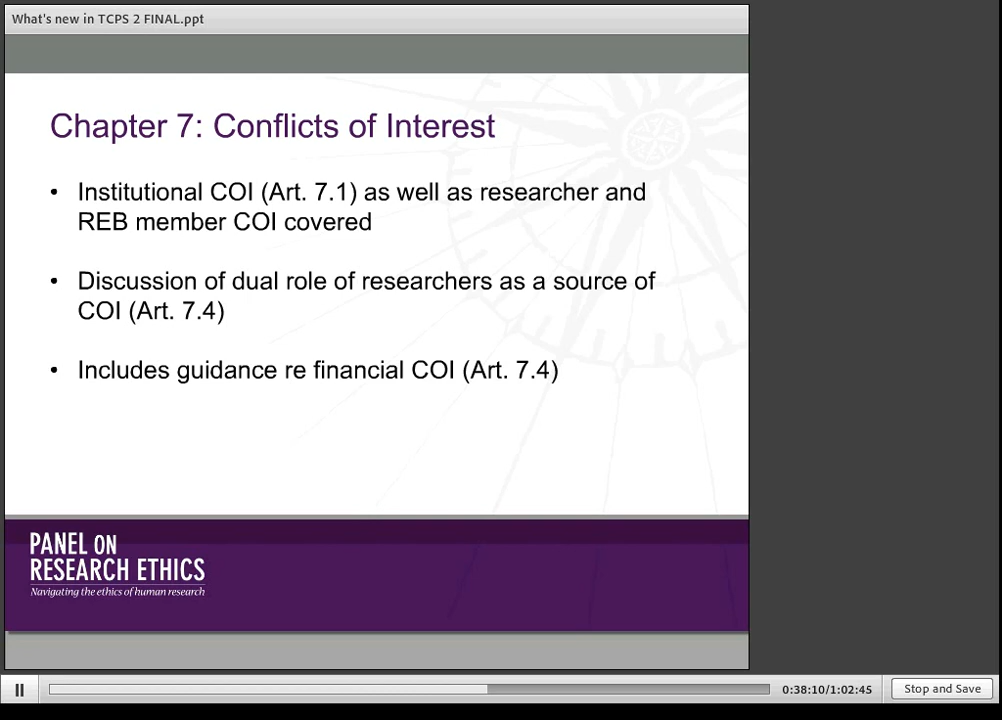 What's new in TCPS 2 FINAL.ppt
Chapter 7: Conflicts of Interest
• Institutional COI (Art. 7.1) as well as researcher and
REB member COI covered
• Discussion of dual role of researchers as a source of
COI (Art. 7.4)
• Includes guidance re financial COI (Art. 7.4)
PANEL ON
RESEARCH ETHICS
Navigating the ethics of human research
0:38:10/1:02:45
Stop and Save